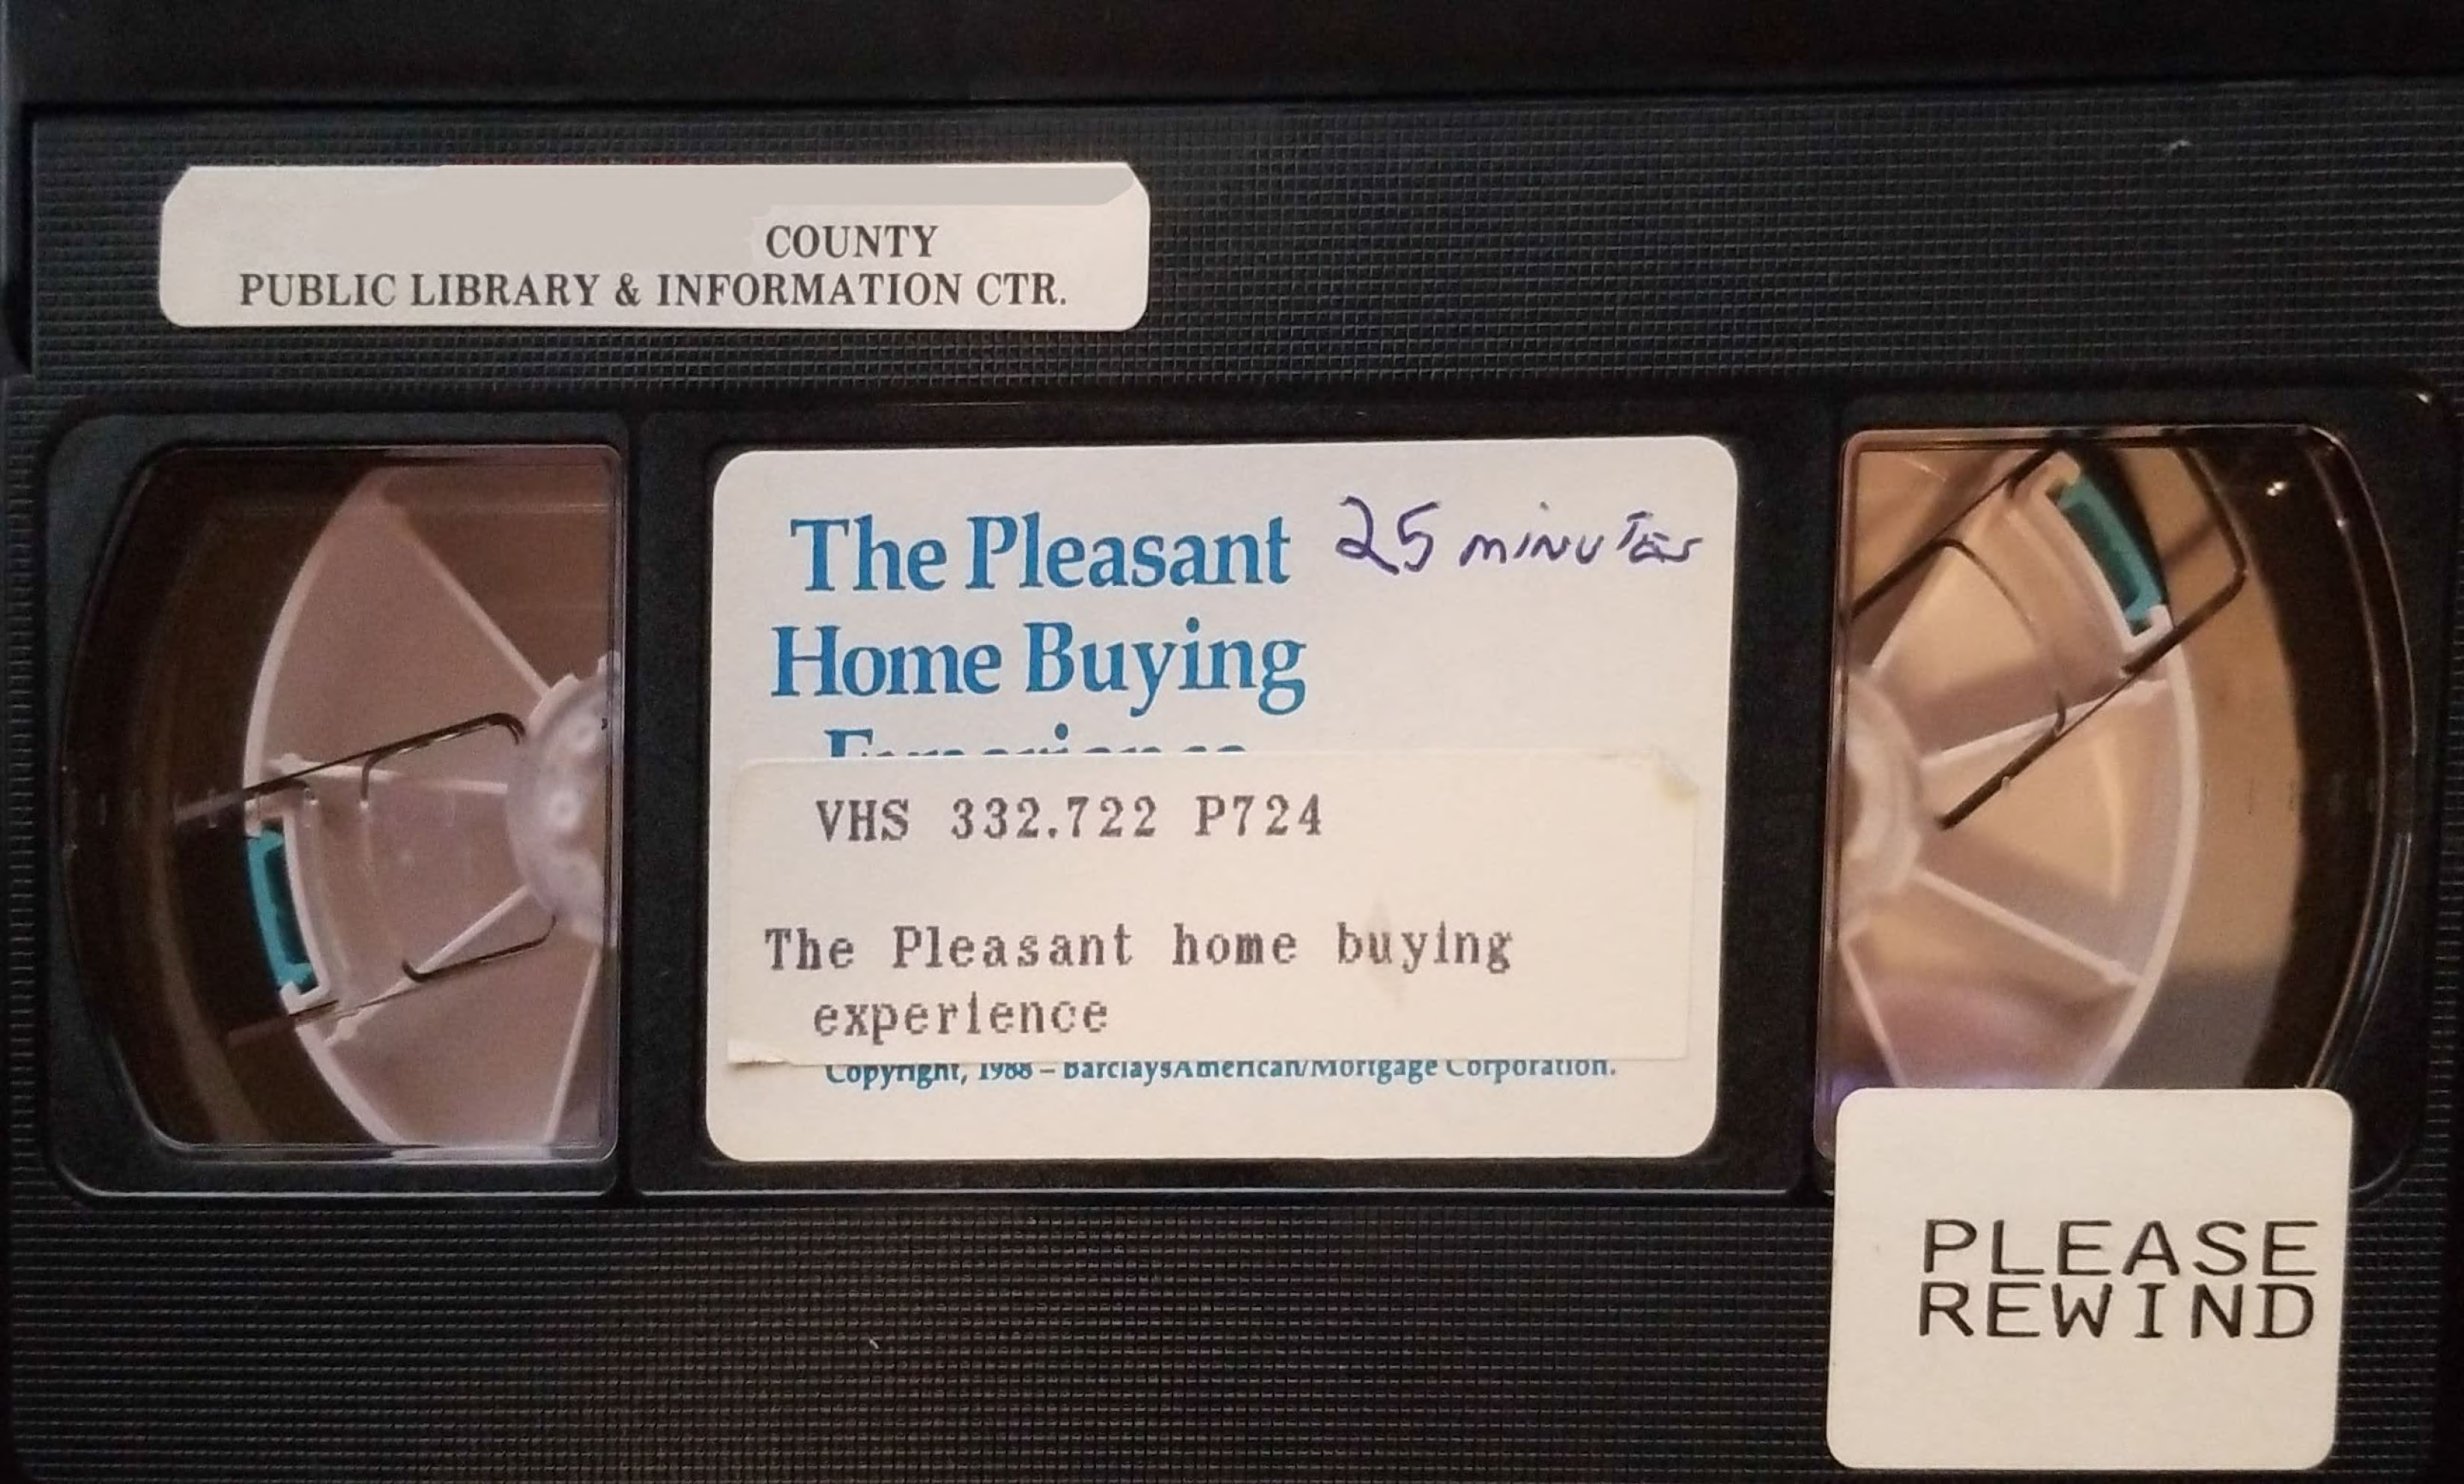 COUNTY
PUBLIC LIBRARY & INFORMATION CTR.
The Pleasant 25 minutes
Home Buying
Experience
VHS 332.722 P724
The Pleasant home buying
experience
Copyright, 1988 – BarclaysAmerican/Mortgage Corporation.
PLEASE
REWIND